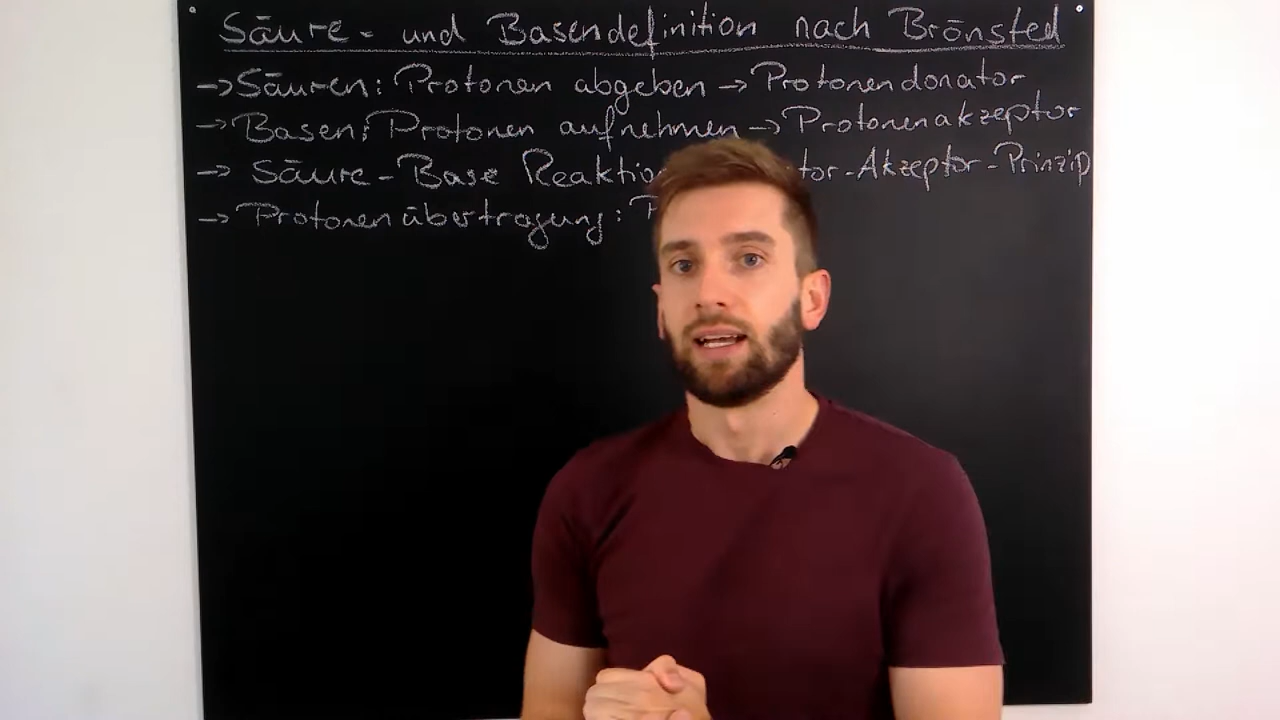 Säure- und Basendefinition nach Brönsted
→ Säuren: Protonen abgeben → Protonendonator
→ Basen: Protonen aufnehmen → Protonenakzeptor
→ Säure-Base Reaktio tor-Akzeptor-Prinzip
→ Protonenübertragung: P